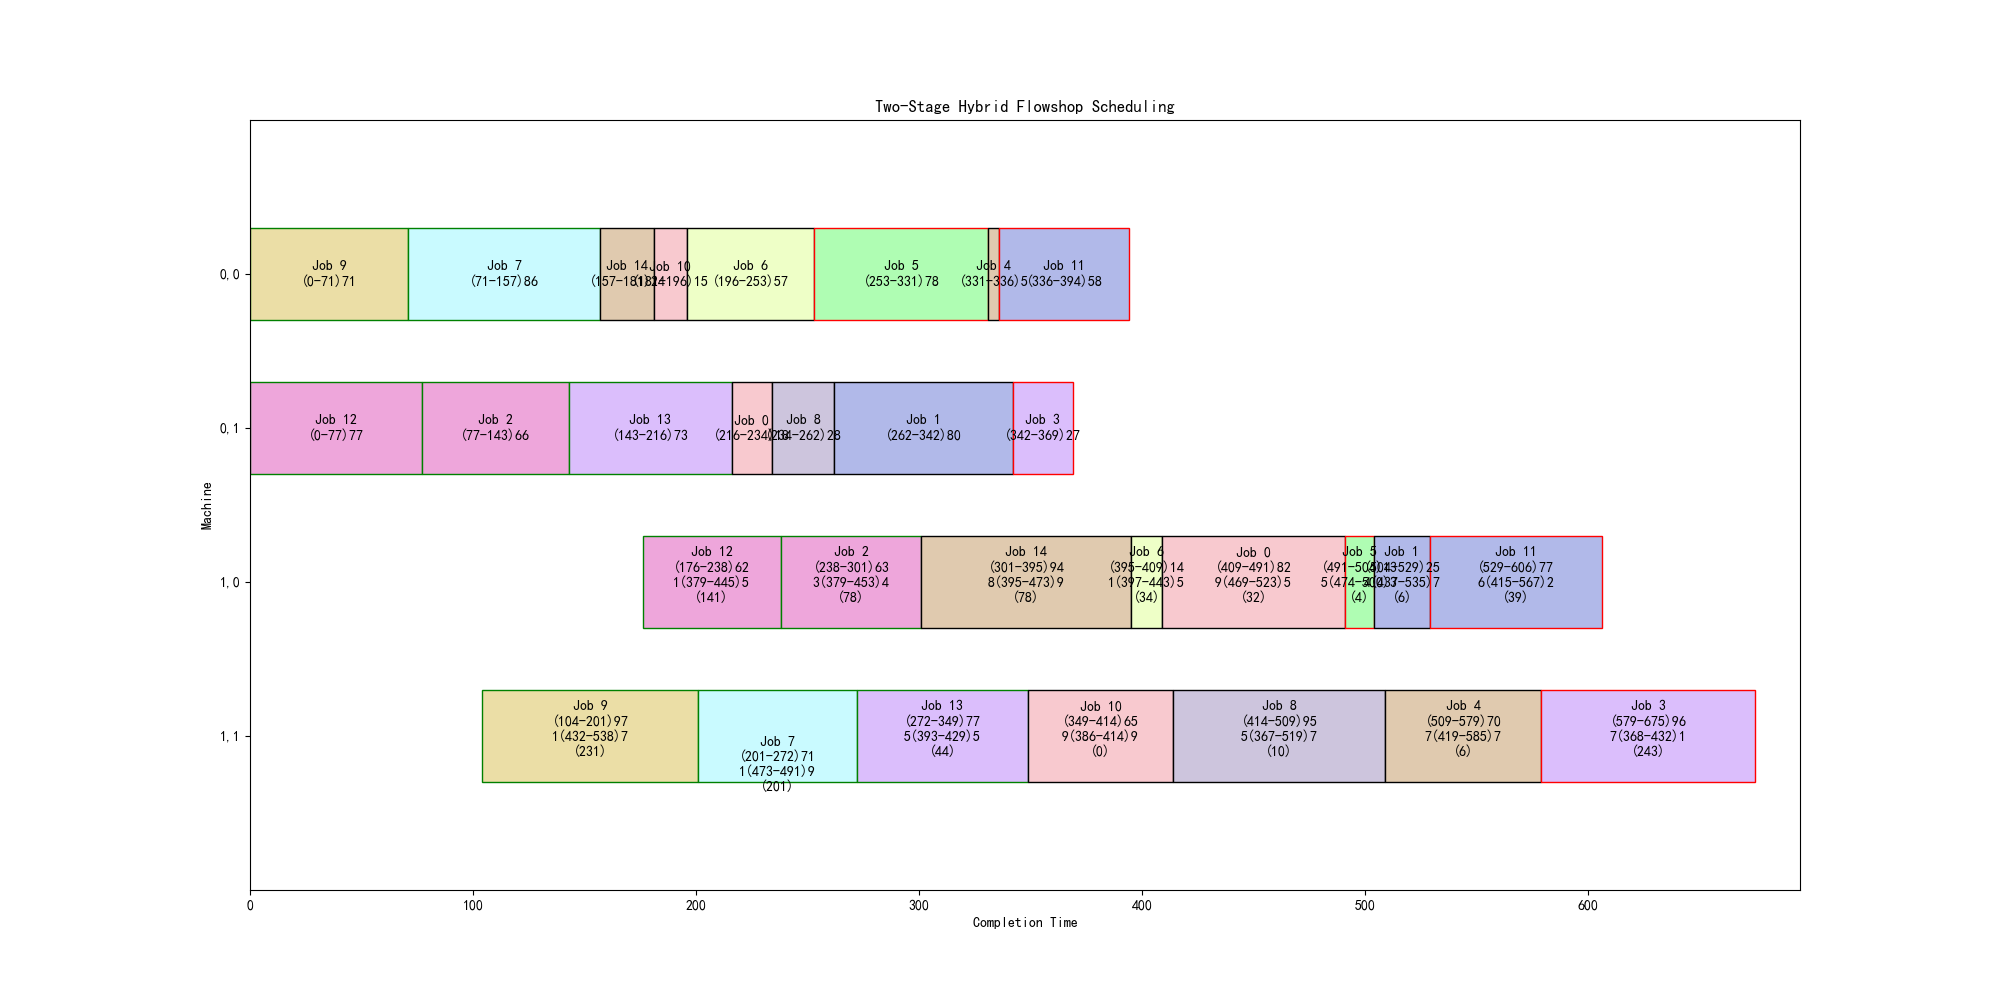 Two-Stage Hybrid Flowshop Scheduling
0,0
Job 9
(0-71)71
Job 7
(71-157)86
Job 14
(157-181)24
Job 10
(181-196)15
Job 6
(196-253)57
Job 5
(253-331)78
Job 4
(331-336)5
Job 11
(336-394)58
0,1
Job 12
(0-77)77
Job 2
(77-143)66
Job 13
(143-216)73
Job 0
(216-234)18
Job 8
(234-262)28
Job 1
(262-342)80
Job 3
(342-369)27
Machine
1,0
Job 12
(176-238)62
1(379-445)5
(141)
Job 2
(238-301)63
3(379-453)4
(78)
Job 14
(301-395)94
8(395-473)9
(78)
Job 6
(395-409)14
1(397-443)5
(34)
Job 0
(409-491)82
9(469-523)5
(32)
Job 5
(491-504)13
(4)
Job 1
(504-529)25
(6)
Job 11
(529-606)77
6(415-567)2
(39)
1,1
Job 9
(104-201)97
1(432-538)7
(231)
Job 7
(201-272)71
1(473-491)9
(201)
Job 13
(272-349)77
5(393-429)5
(44)
Job 10
(349-414)65
9(386-414)9
(0)
Job 8
(414-509)95
5(367-519)7
(10)
Job 4
(509-579)70
7(419-585)7
(6)
Job 3
(579-675)96
7(368-432)1
(243)
0 100 200 300 400 500 600
Completion Time